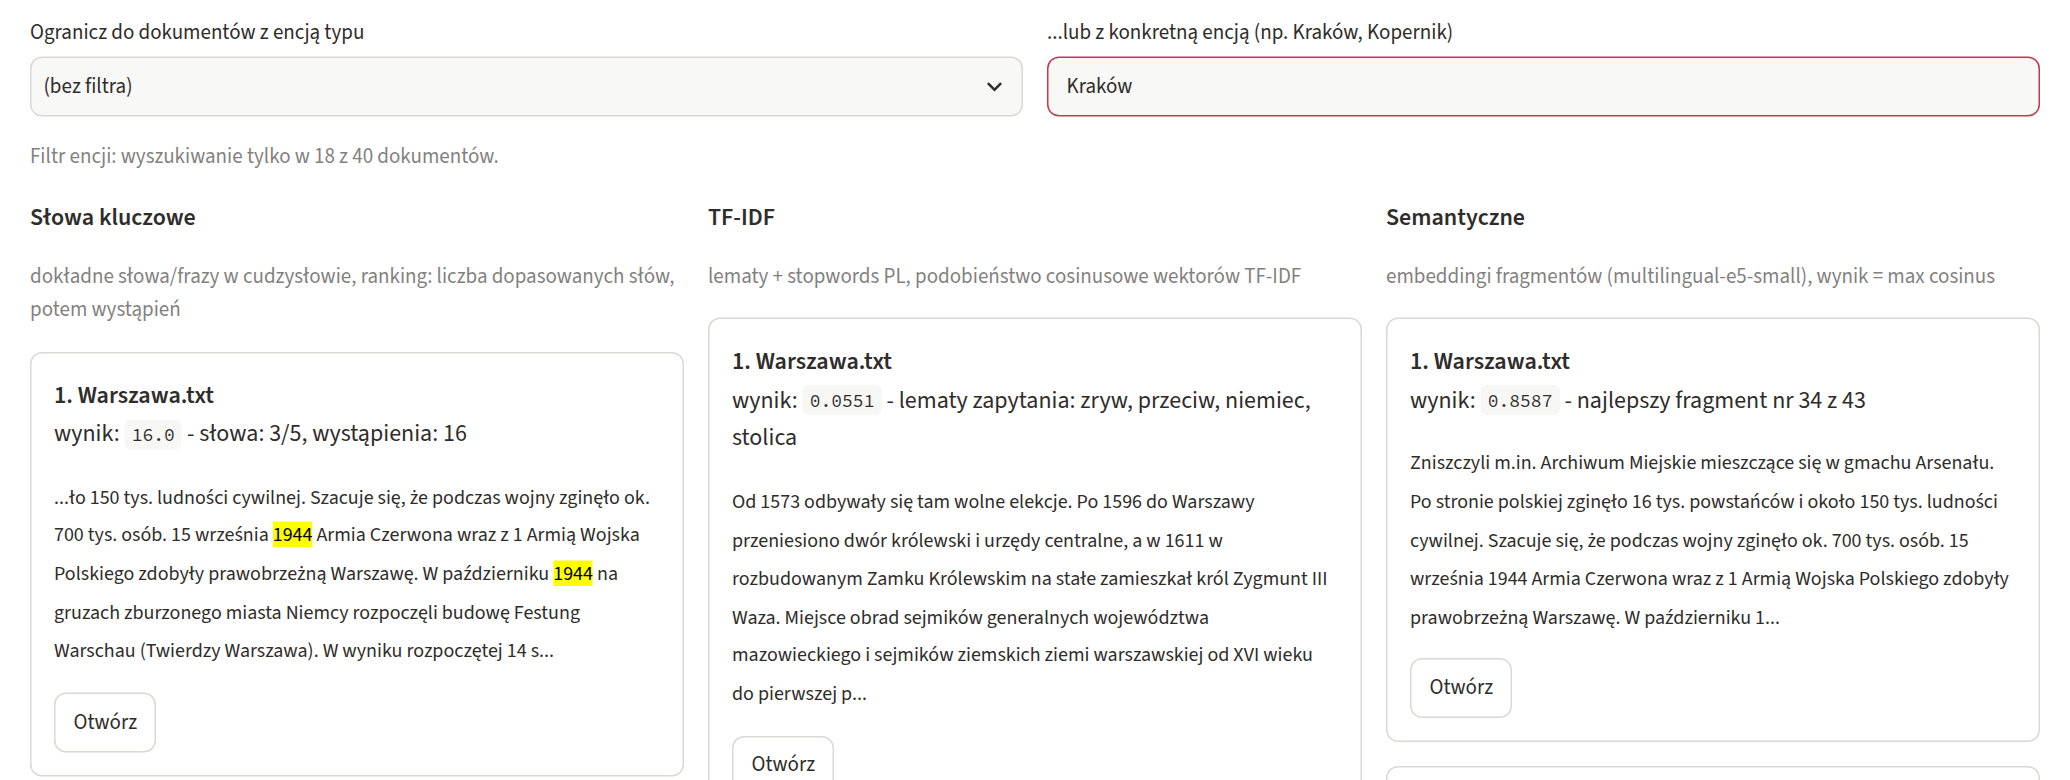 Ogranicz do dokumentów z encją typu
...lub z konkretną encją (np. Kraków, Kopernik)
(bez filtra)
Kraków
Filtr encji: wyszukiwanie tylko w 18 z 40 dokumentów.
Słowa kluczowe
dokładne słowa/frazy w cudzysłowie, ranking: liczba dopasowanych słów,
potem wystąpień
1. Warszawa.txt
wynik: 16.0 - słowa: 3/5, wystąpienia: 16
...ło 150 tys. ludności cywilnej. Szacuje się, że podczas wojny zginęło ok.
700 tys. osób. 15 września 1944 Armia Czerwona wraz z 1 Armią Wojska
Polskiego zdobyły prawobrzeżną Warszawę. W październiku 1944 na
gruzach zburzonego miasta Niemcy rozpoczęli budowę Festung
Warschau (Twierdzy Warszawa). W wyniku rozpoczętej 14 s...
Otwórz
TF-IDF
lematy + stopwords PL, podobieństwo cosinusowe wektorów TF-IDF
1. Warszawa.txt
wynik: 0.0551 - lematy zapytania: zryw, przeciw, niemiec,
stolica
Od 1573 odbywały się tam wolne elekcje. Po 1596 do Warszawy
przeniesiono dwór królewski i urzędy centralne, a w 1611 w
rozbudowanym Zamku Królewskim na stałe zamieszkał król Zygmunt III
Waza. Miejsce obrad sejmików generalnych województwa
mazowieckiego i sejmików ziemskich ziemi warszawskiej od XVI wieku
do pierwszej p...
Otwórz
Semantyczne
embeddingi fragmentów (multilingual-e5-small), wynik = max cosinus
1. Warszawa.txt
wynik: 0.8587 - najlepszy fragment nr 34 z 43
Zniszczyli m.in. Archiwum Miejskie mieszczące się w gmachu Arsenału.
Po stronie polskiej zginęło 16 tys. powstańców i około 150 tys. ludności
cywilnej. Szacuje się, że podczas wojny zginęło ok. 700 tys. osób. 15
września 1944 Armia Czerwona wraz z 1 Armią Wojska Polskiego zdobyły
prawobrzeżną Warszawę. W październiku 1...
Otwórz